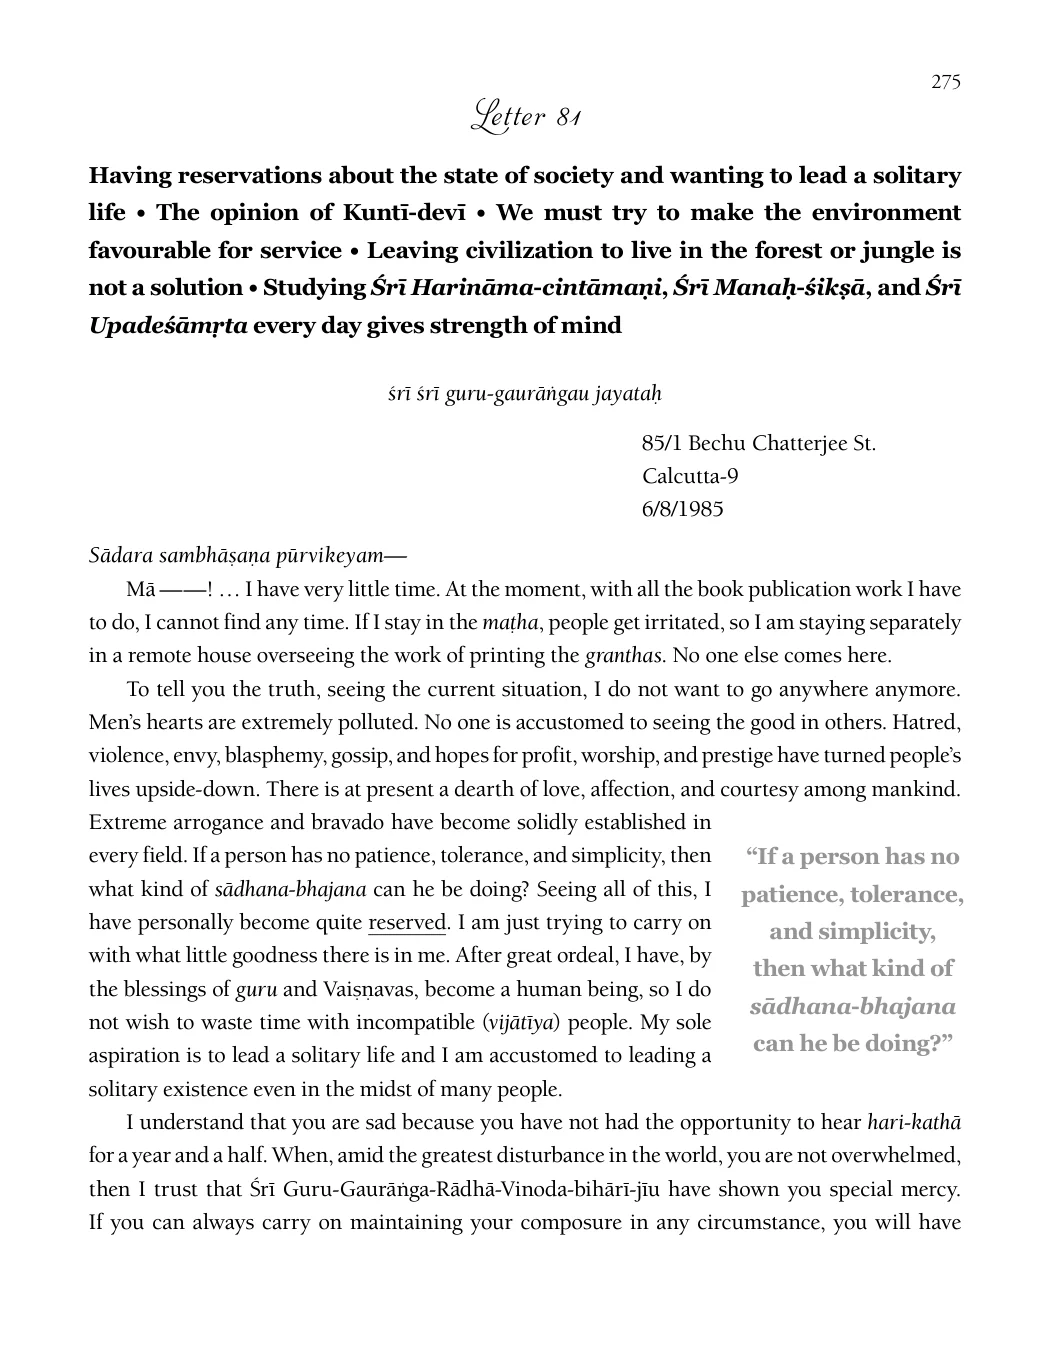 275
Letter 81
Having reservations about the state of society and wanting to lead a solitary
life • The opinion of Kuntī-devī • We must try to make the environment
favourable for service • Leaving civilization to live in the forest or jungle is
not a solution • Studying Śrī Harināma-cintāmaṇi, Śrī Manaḥ-śikṣā, and Śrī
Upadeśāmṛta every day gives strength of mind
śrī śrī guru-gaurāṅgau jayataḥ
85/1 Bechu Chatterjee St.
Calcutta-9
6/8/1985
Sādara sambhāṣaṇa pūrvikeyam—
Mā ——! … I have very little time. At the moment, with all the book publication work I have
to do, I cannot find any time. If I stay in the maṭha, people get irritated, so I am staying separately
in a remote house overseeing the work of printing the granthas. No one else comes here.
To tell you the truth, seeing the current situation, I do not want to go anywhere anymore.
Men’s hearts are extremely polluted. No one is accustomed to seeing the good in others. Hatred,
violence, envy, blasphemy, gossip, and hopes for profit, worship, and prestige have turned people’s
lives upside-down. There is at present a dearth of love, affection, and courtesy among mankind.
Extreme arrogance and bravado have become solidly established in
every field. If a person has no patience, tolerance, and simplicity, then
what kind of sādhana-bhajana can he be doing? Seeing all of this, I
have personally become quite reserved. I am just trying to carry on
with what little goodness there is in me. After great ordeal, I have, by
the blessings of guru and Vaiṣṇavas, become a human being, so I do
not wish to waste time with incompatible (vijātīya) people. My sole
aspiration is to lead a solitary life and I am accustomed to leading a
solitary existence even in the midst of many people.
“If a person has no
patience, tolerance,
and simplicity,
then what kind of
sādhana-bhajana
can he be doing?”
I understand that you are sad because you have not had the opportunity to hear hari-kathā
for a year and a half. When, amid the greatest disturbance in the world, you are not overwhelmed,
then I trust that Śrī Guru-Gaurāṅga-Rādhā-Vinoda-bihārī-jīu have shown you special mercy.
If you can always carry on maintaining your composure in any circumstance, you will have